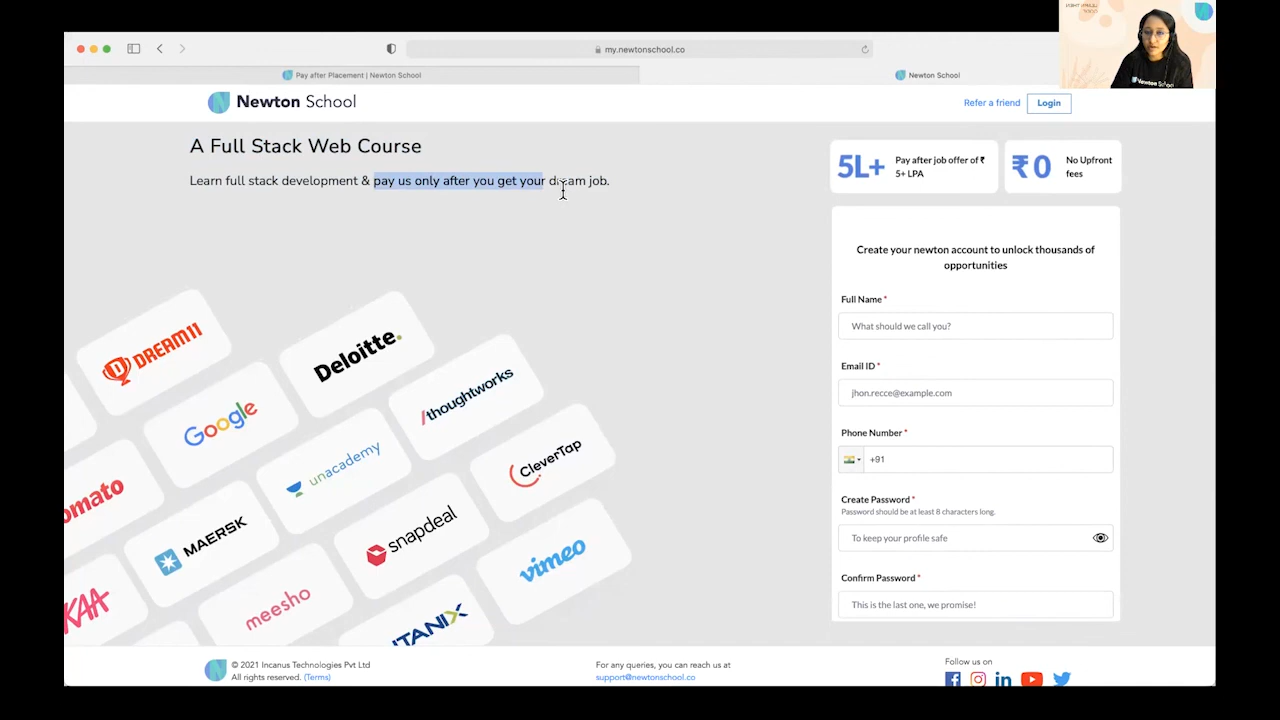 my.newtonschool.co
Pay after Placement | Newton School
Newton School
Newton School
Refer a friend
Login
A Full Stack Web Course
Learn full stack development & pay us only after you get your dream job.
5L+
Pay after job offer of ₹
5+ LPA
₹ 0
No Upfront
fees
Create your newton account to unlock thousands of
opportunities
Full Name *
What should we call you?
Email ID *
jhon.recce@example.com
Phone Number *
+91
Create Password *
Password should be at least 8 characters long.
To keep your profile safe
Confirm Password *
This is the last one, we promise!
DREAM11
Deloitte.
Google
/thoughtworks
unacademy
CleverTap
omato
MAERSK
snapdeal
vimeo
KAA
meesho
ITANIX
© 2021 Incanus Technologies Pvt Ltd
All rights reserved. (Terms)
For any queries, you can reach us at
support@newtonschool.co
Follow us on
Newton School